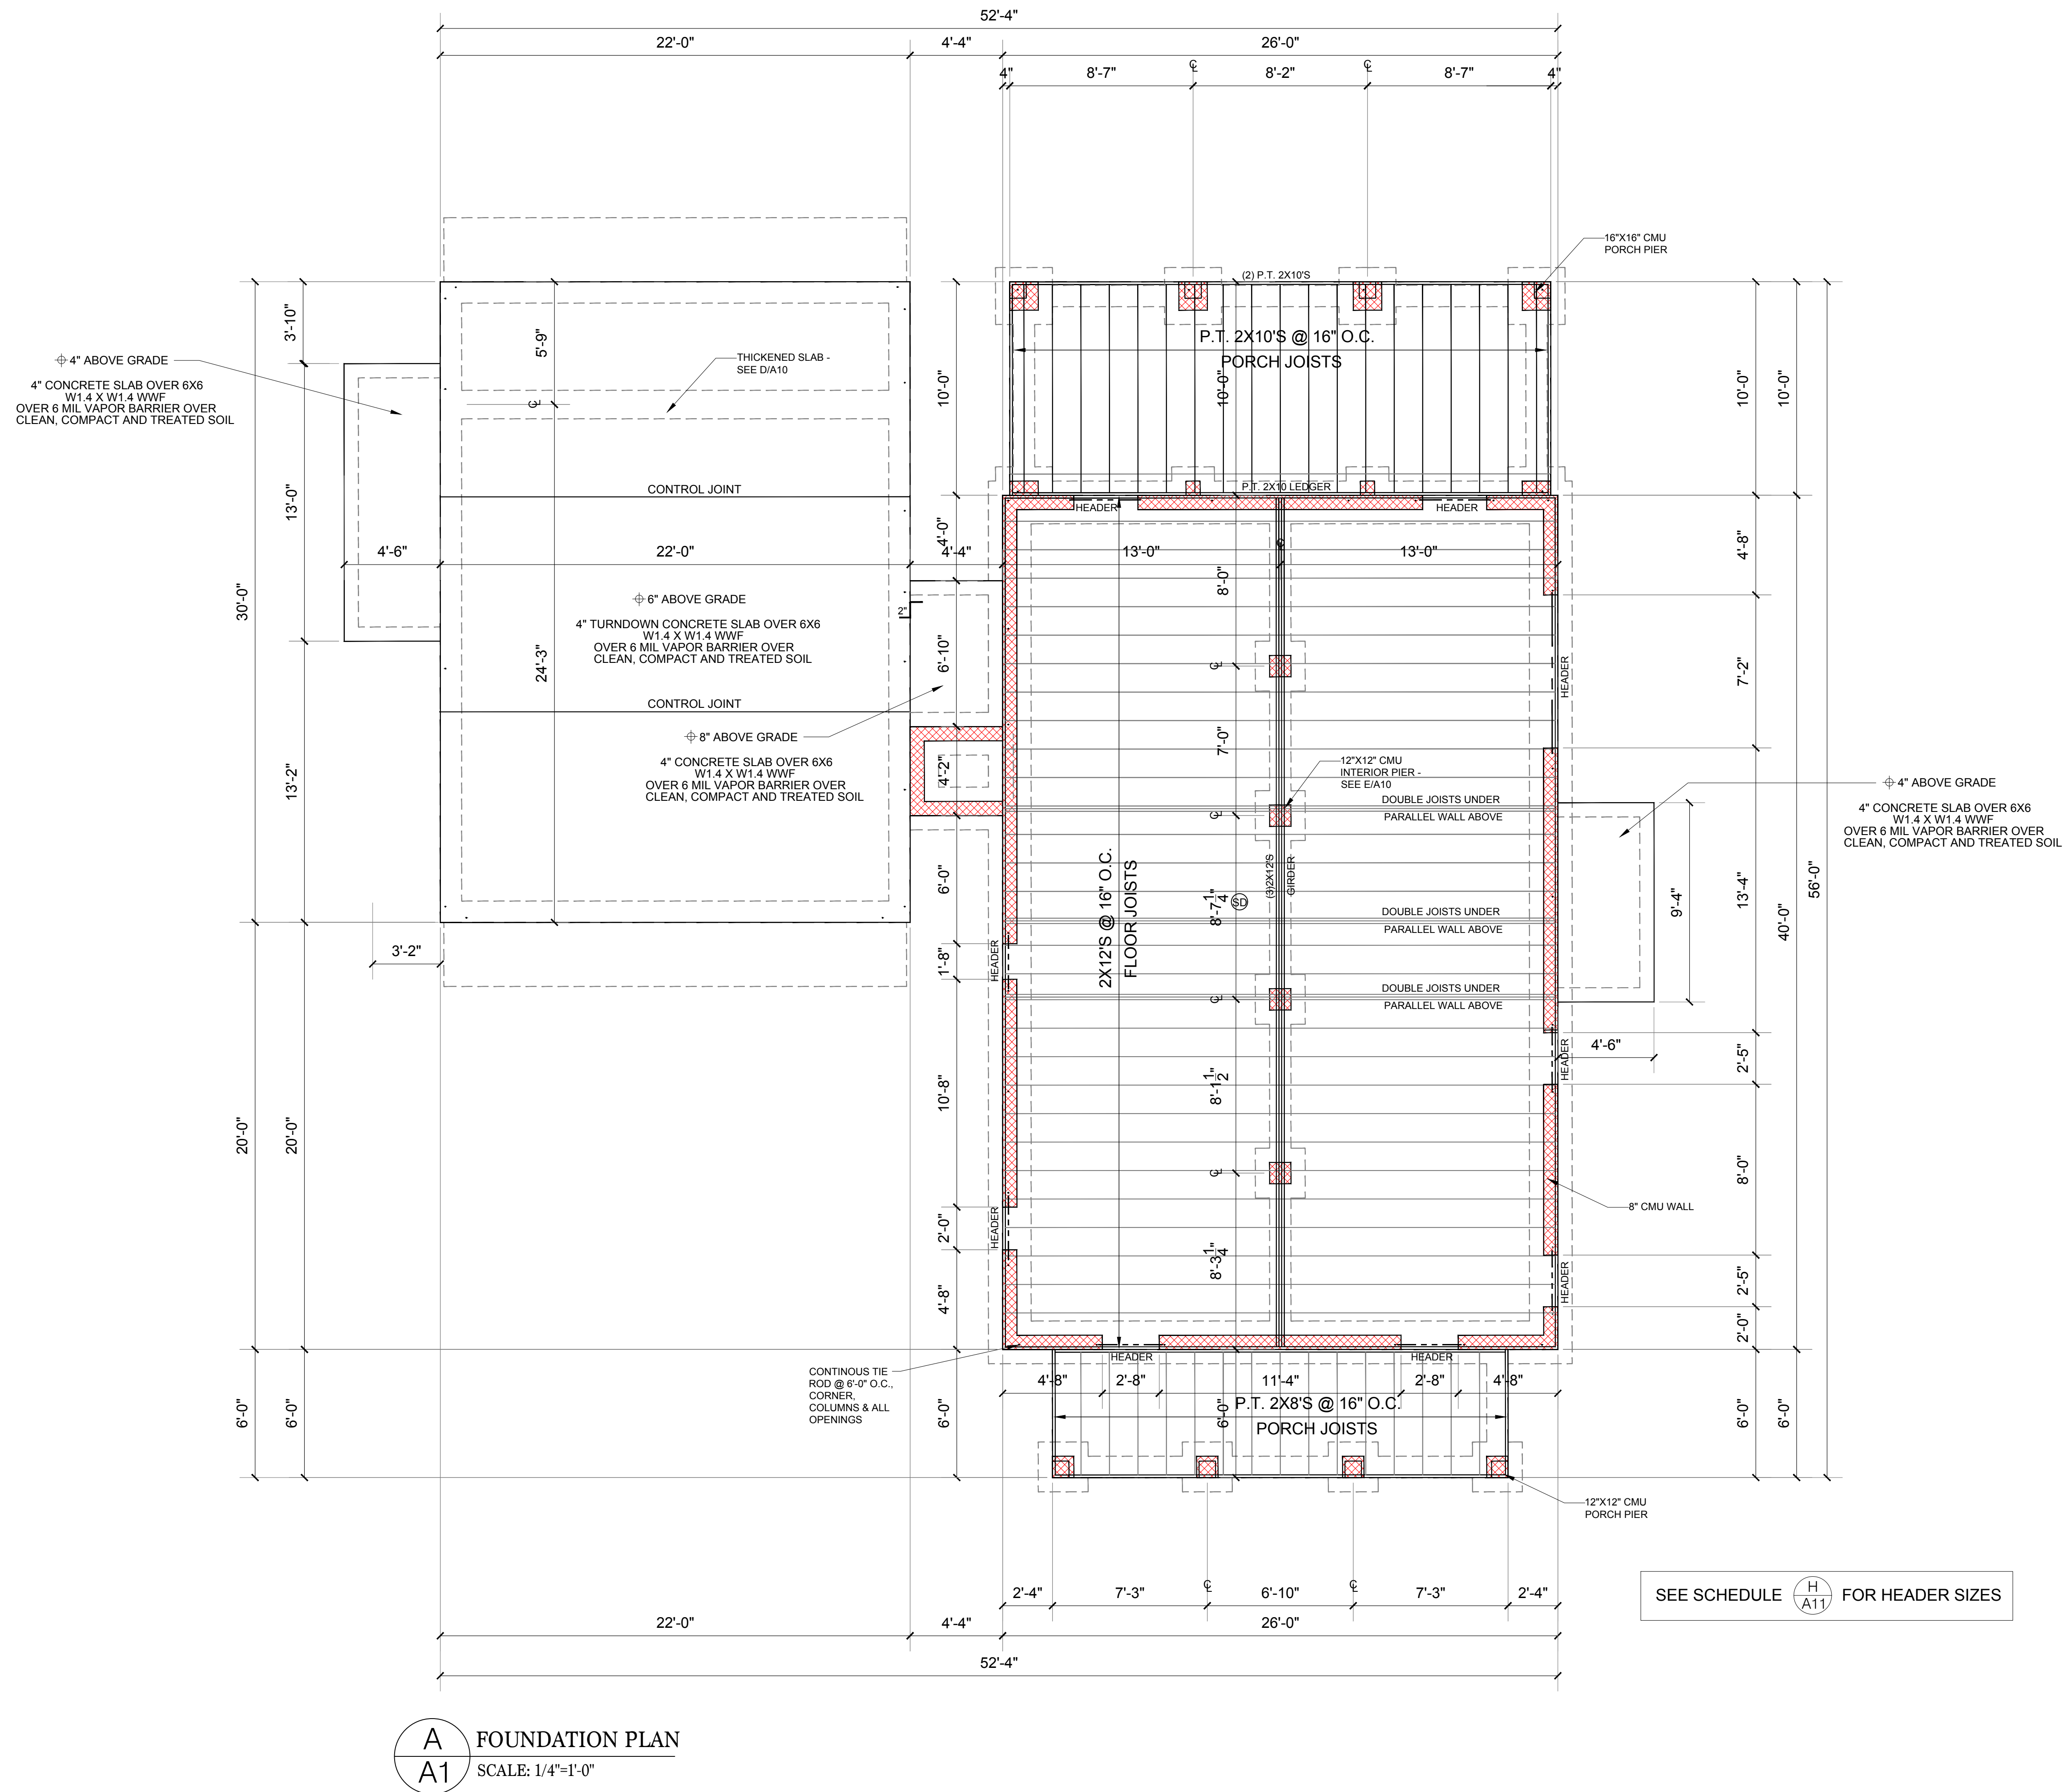 52'-4"
22'-0"
4'-4"
26'-0"
4"
8'-7"
℄
8'-2"
℄
8'-7"
4"
16"X16" CMU
PORCH PIER
(2) P.T. 2X10'S
P.T. 2X10'S @ 16" O.C.
PORCH JOISTS
10'-0"
10'-0"
10'-0"
10'-0"
3'-10"
5'-9"
℄
THICKENED SLAB -
SEE D/A10
4" ABOVE GRADE
4" CONCRETE SLAB OVER 6X6
W1.4 X W1.4 WWF
OVER 6 MIL VAPOR BARRIER OVER
CLEAN, COMPACT AND TREATED SOIL
13'-0"
30'-0"
CONTROL JOINT
P.T. 2X10 LEDGER
HEADER
HEADER
4'-0"
4'-8"
4'-6"
22'-0"
4'-4"
13'-0"
℄
13'-0"
8'-0"
6" ABOVE GRADE
4" TURNDOWN CONCRETE SLAB OVER 6X6
W1.4 X W1.4 WWF
OVER 6 MIL VAPOR BARRIER OVER
CLEAN, COMPACT AND TREATED SOIL
2"
24'-3"
6'-10"
℄
7'-2"
HEADER
CONTROL JOINT
8" ABOVE GRADE
4" CONCRETE SLAB OVER 6X6
W1.4 X W1.4 WWF
OVER 6 MIL VAPOR BARRIER OVER
CLEAN, COMPACT AND TREATED SOIL
13'-2"
4'-2"
7'-0"
12"X12" CMU
INTERIOR PIER -
SEE E/A10
℄
DOUBLE JOISTS UNDER
PARALLEL WALL ABOVE
4" ABOVE GRADE
4" CONCRETE SLAB OVER 6X6
W1.4 X W1.4 WWF
OVER 6 MIL VAPOR BARRIER OVER
CLEAN, COMPACT AND TREATED SOIL
6'-0"
2X12'S @ 16" O.C.
FLOOR JOISTS
8'-7 1/4"
SD
(3)2X12'S
GIRDER
DOUBLE JOISTS UNDER
PARALLEL WALL ABOVE
13'-4"
9'-4"
40'-0"
56'-0"
3'-2"
1'-8"
HEADER
℄
DOUBLE JOISTS UNDER
PARALLEL WALL ABOVE
4'-6"
2'-5"
HEADER
20'-0"
20'-0"
10'-8"
8'-1 1/2"
℄
8'-0"
8" CMU WALL
2'-0"
HEADER
8'-3 1/4"
4'-8"
2'-5"
HEADER
2'-0"
CONTINOUS TIE
ROD @ 6'-0" O.C.,
CORNER,
COLUMNS & ALL
OPENINGS
HEADER
HEADER
4'-8"
2'-8"
11'-4"
2'-8"
4'-8"
P.T. 2X8'S @ 16" O.C.
PORCH JOISTS
6'-0"
6'-0"
6'-0"
6'-0"
6'-0"
6'-0"
12"X12" CMU
PORCH PIER
2'-4"
7'-3"
℄
6'-10"
℄
7'-3"
2'-4"
22'-0"
4'-4"
26'-0"
52'-4"
SEE SCHEDULE H A11 FOR HEADER SIZES
A
A1
FOUNDATION PLAN
SCALE: 1/4"=1'-0"